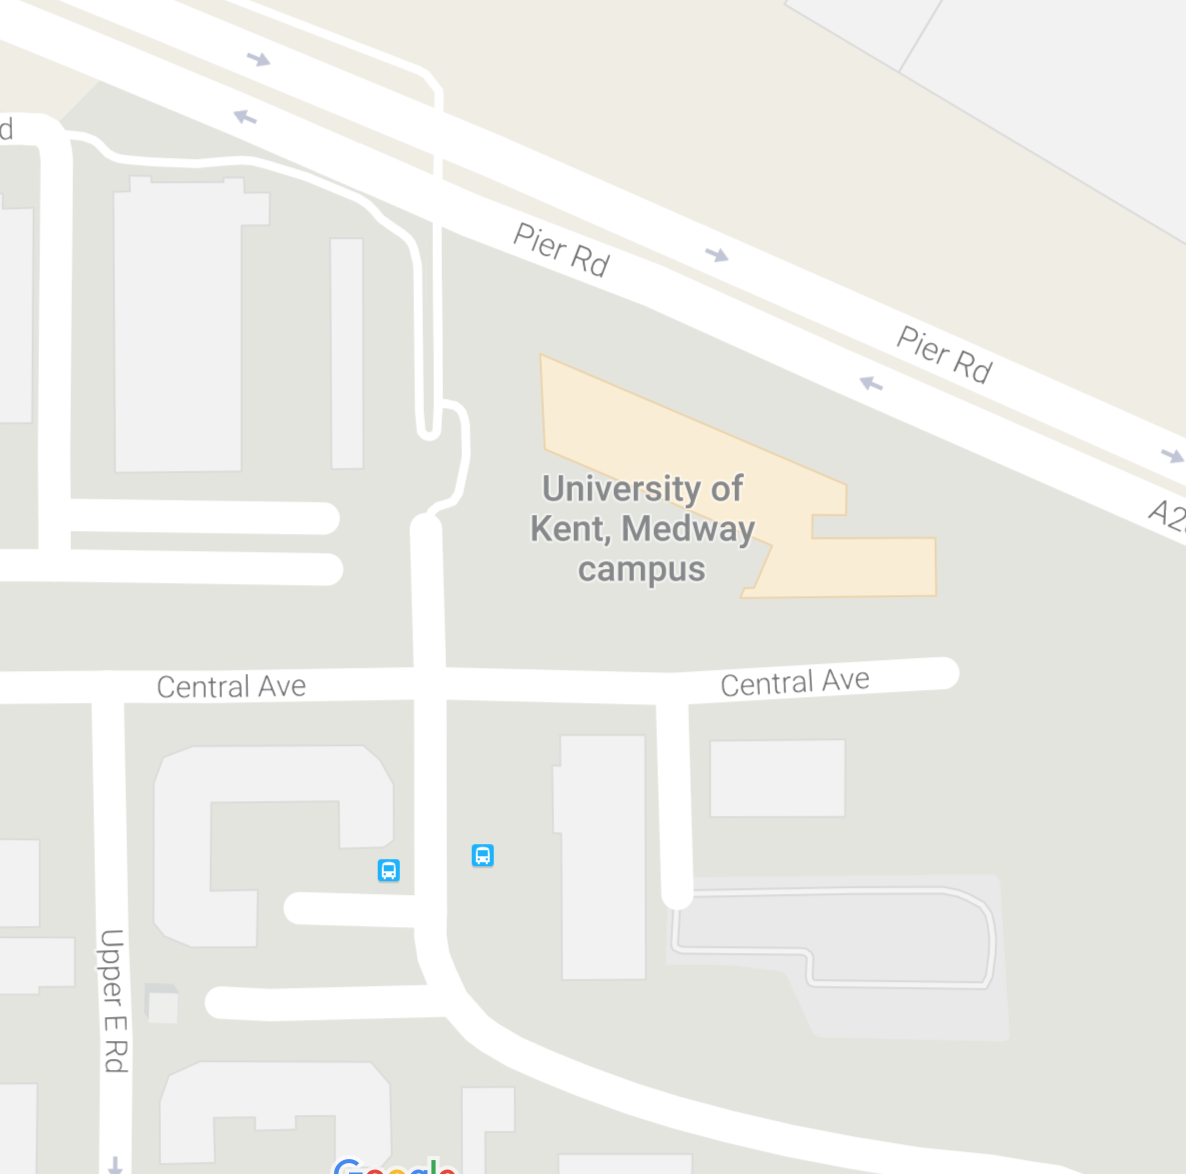 d
Pier Rd
Pier Rd
University of
Kent, Medway
campus
Central Ave
Central Ave
Upper E Rd